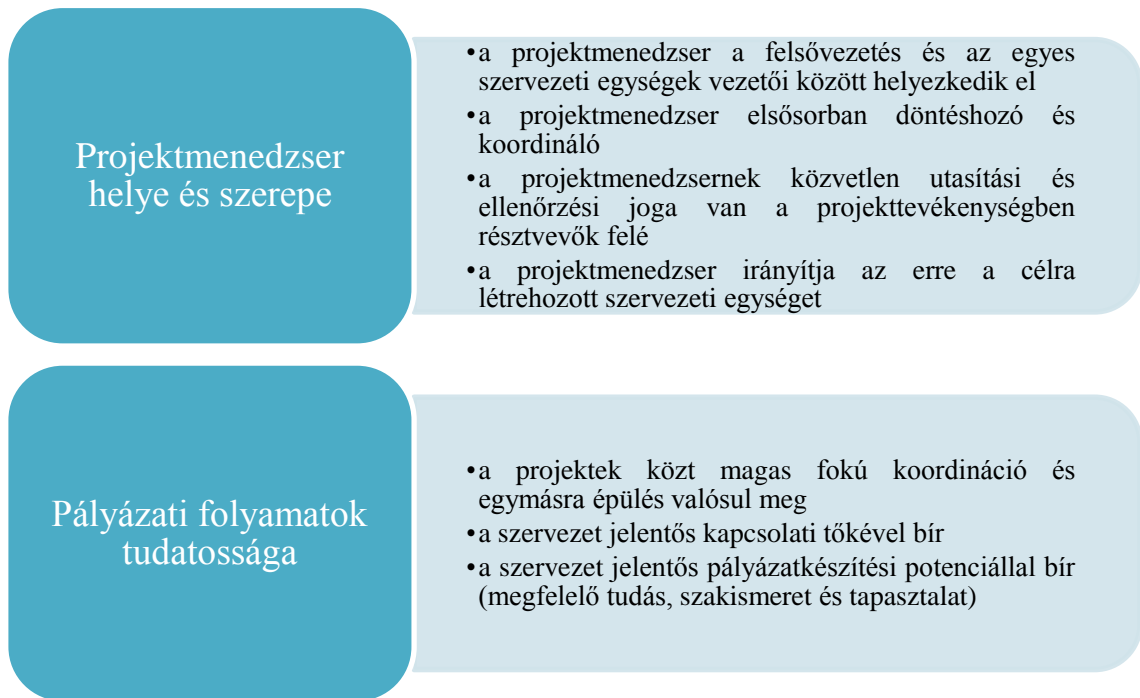 Projektmenedzser
helye és szerepe
•a projektmenedzser a felsővezetés és az egyes
szervezeti egységek vezetői között helyezkedik el
•a projektmenedzser elsősorban döntéshozó és
koordináló
•a projektmenedzsernek közvetlen utasítási és
ellenőrzési joga van a projekttevékenységben
résztvevők felé
•a projektmenedzser irányítja az erre a célra
létrehozott szervezeti egységet
Pályázati folyamatok
tudatossága
•a projektek közt magas fokú koordináció és
egymásra épülés valósul meg
•a szervezet jelentős kapcsolati tőkével bír
•a szervezet jelentős pályázatkészítési potenciállal bír
(megfelelő tudás, szakismeret és tapasztalat)